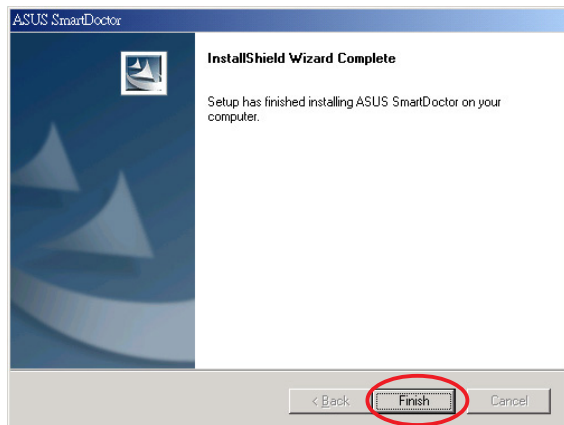 ASUS SmartDoctor
InstallShield Wizard Complete
Setup has finished installing ASUS SmartDoctor on your
computer.
< Back
Finish
Cancel